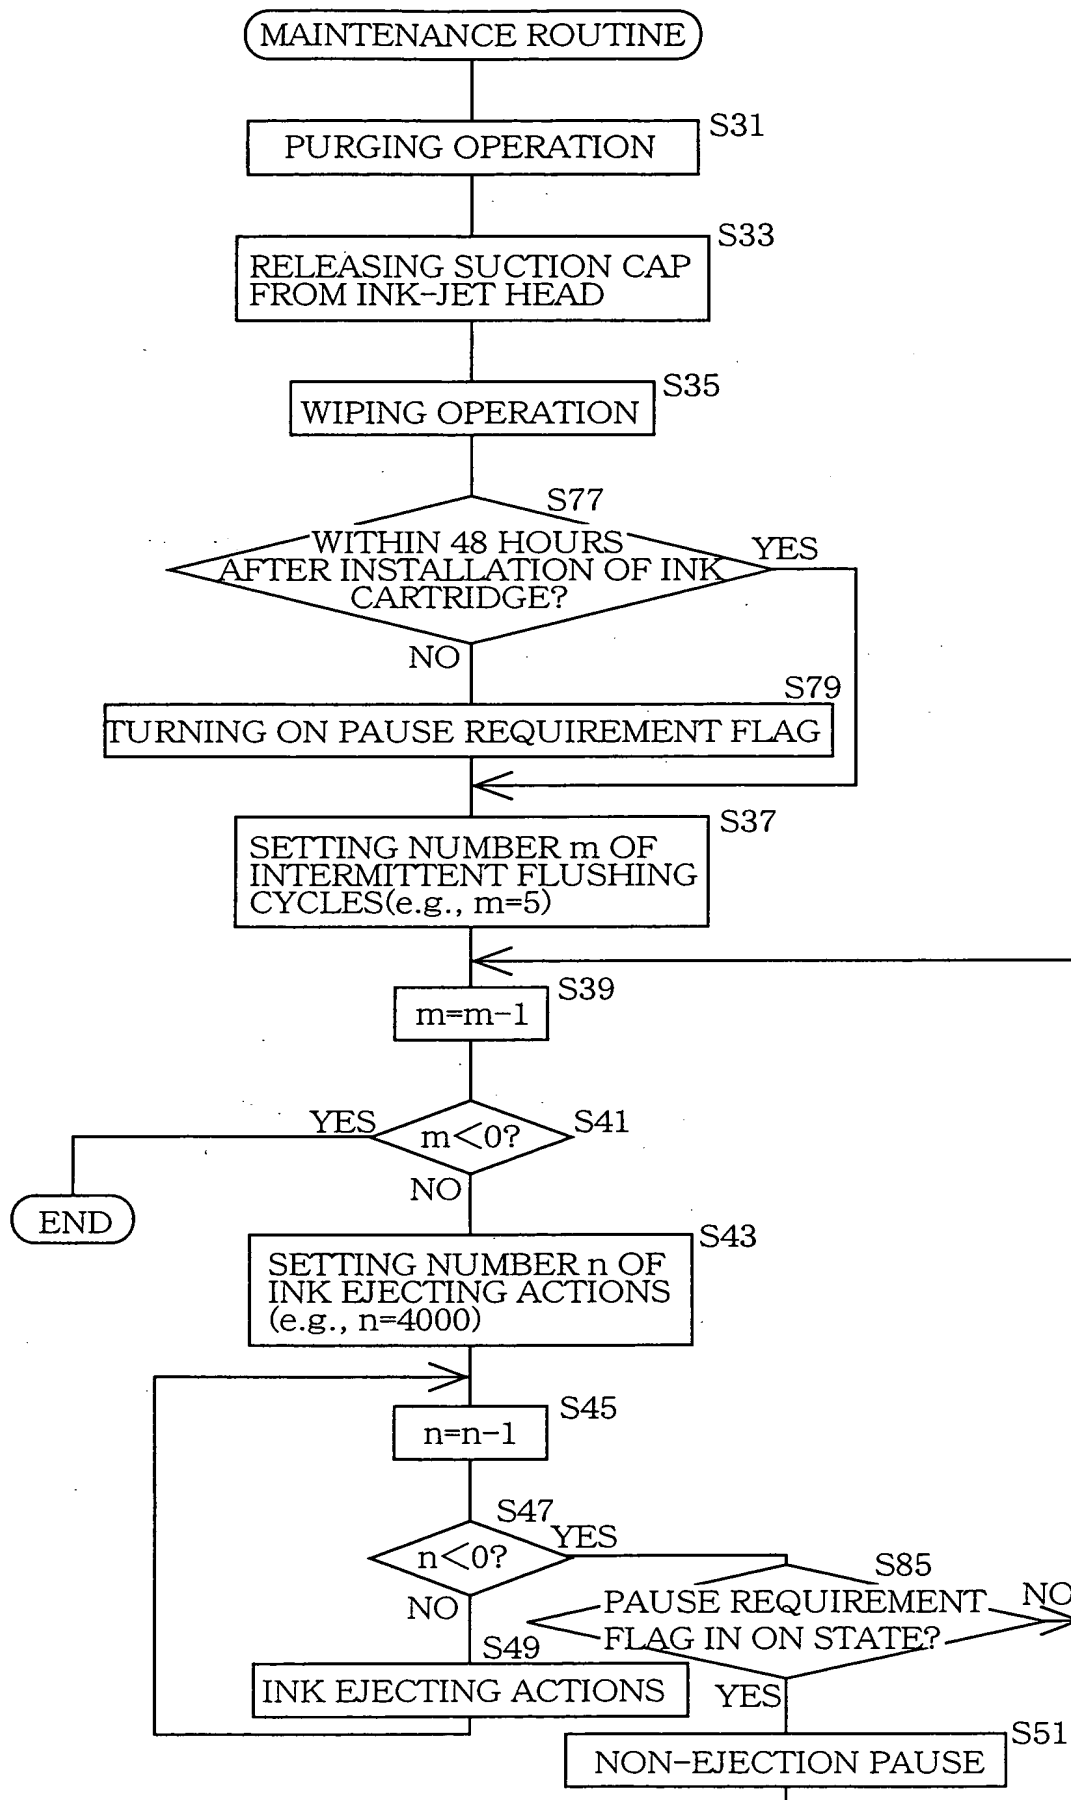 MAINTENANCE ROUTINE
S31
PURGING OPERATION
S33
RELEASING SUCTION CAP
FROM INK-JET HEAD
S35
WIPING OPERATION
S77
WITHIN 48 HOURS
AFTER INSTALLATION OF INK
CARTRIDGE?
YES
NO
S79
TURNING ON PAUSE REQUIREMENT FLAG
S37
SETTING NUMBER m OF
INTERMITTENT FLUSHING
CYCLES(e.g., m=5)
S39
m=m-1
YES
m<0?
S41
NO
END
S43
SETTING NUMBER n OF
INK EJECTING ACTIONS
(e.g., n=4000)
S45
n=n-1
S47
n<0?
YES
NO
S85
PAUSE REQUIREMENT
FLAG IN ON STATE?
NO
YES
S49
INK EJECTING ACTIONS
S51
NON-EJECTION PAUSE